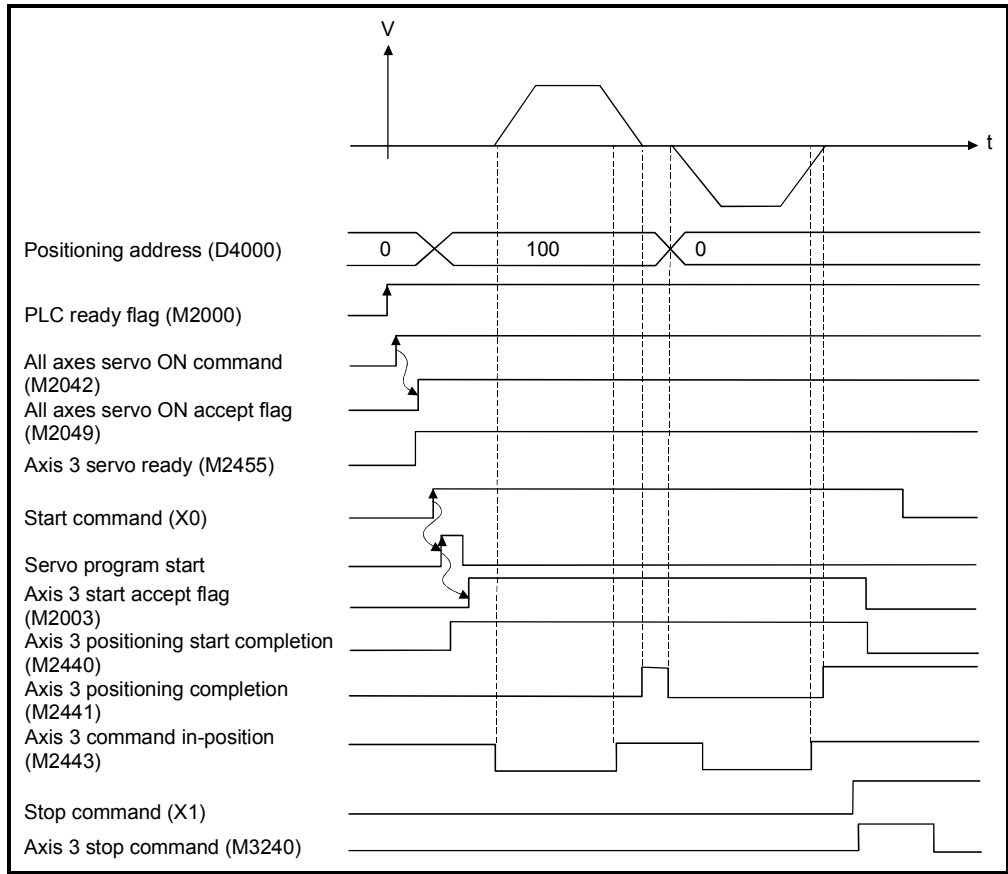 V
t
Positioning address (D4000)
0
100
0
PLC ready flag (M2000)
All axes servo ON command
(M2042)
All axes servo ON accept flag
(M2049)
Axis 3 servo ready (M2455)
Start command (X0)
Servo program start
Axis 3 start accept flag
(M2003)
Axis 3 positioning start completion
(M2440)
Axis 3 positioning completion
(M2441)
Axis 3 command in-position
(M2443)
Stop command (X1)
Axis 3 stop command (M3240)